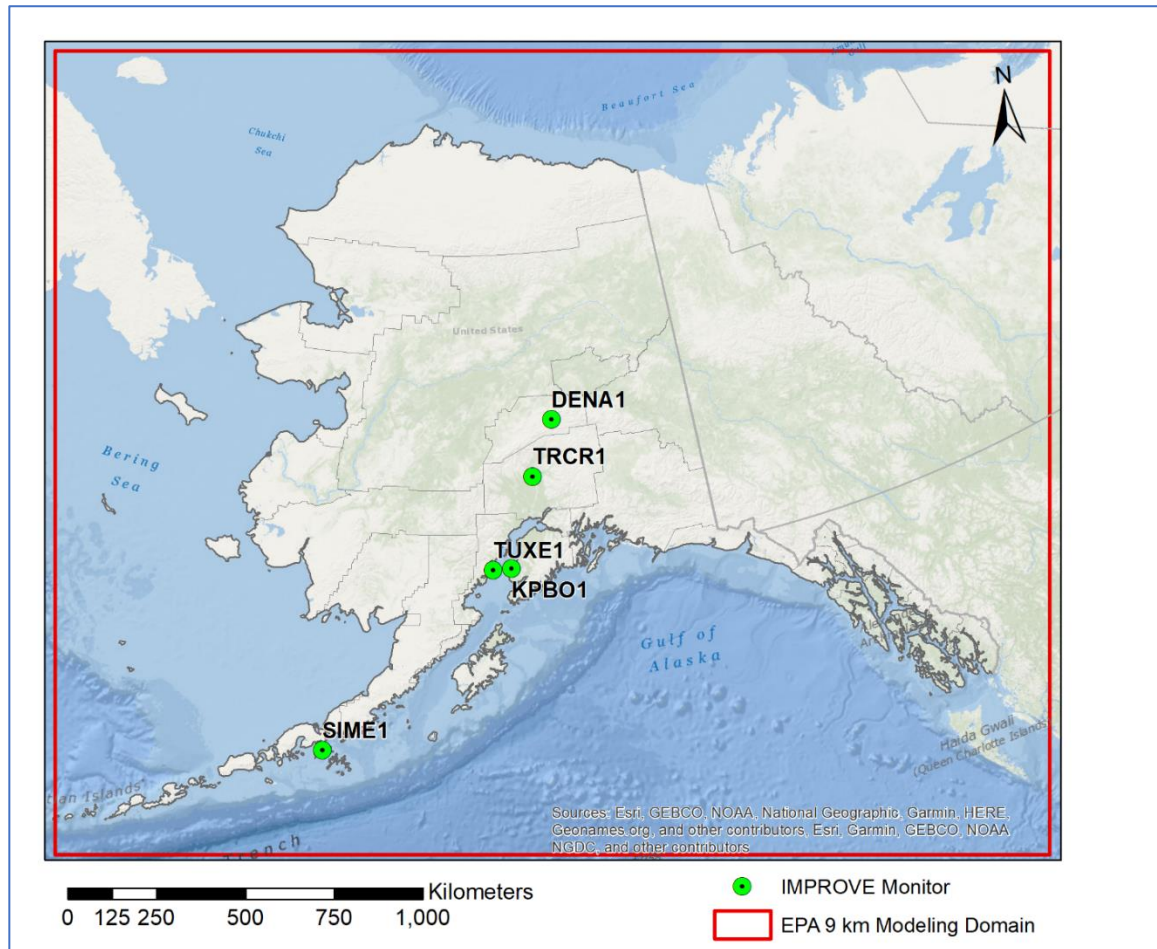 Beaufort Sea
N
Chukchi
Sea
United States
DENA1
TRCR1
Bering
Sea
TUXE1
KPBO1
Gulf of
Alaska
SIME1
Haida Gwaii
(Queen Charlotte Islands)
Islands
Trench
Sources: Esri, GEBCO, NOAA, National Geographic, Garmin, HERE,
Geonames.org, and other contributors, Esri, Garmin, GEBCO, NOAA
NGDC, and other contributors
Kilometers
0 125 250 500 750 1,000
IMPROVE Monitor
EPA 9 km Modeling Domain